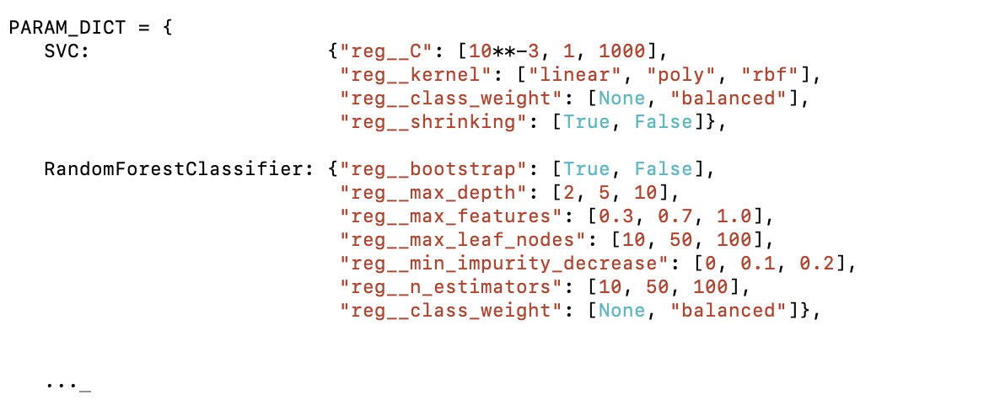 PARAM_DICT = {
   SVC:                    {"reg__C": [10**-3, 1, 1000],
                            "reg__kernel": ["linear", "poly", "rbf"],
                            "reg__class_weight": [None, "balanced"],
                            "reg__shrinking": [True, False]},

   RandomForestClassifier: {"reg__bootstrap": [True, False],
                            "reg__max_depth": [2, 5, 10],
                            "reg__max_features": [0.3, 0.7, 1.0],
                            "reg__max_leaf_nodes": [10, 50, 100],
                            "reg__min_impurity_decrease": [0, 0.1, 0.2],
                            "reg__n_estimators": [10, 50, 100],
                            "reg__class_weight": [None, "balanced"]},

   ..._